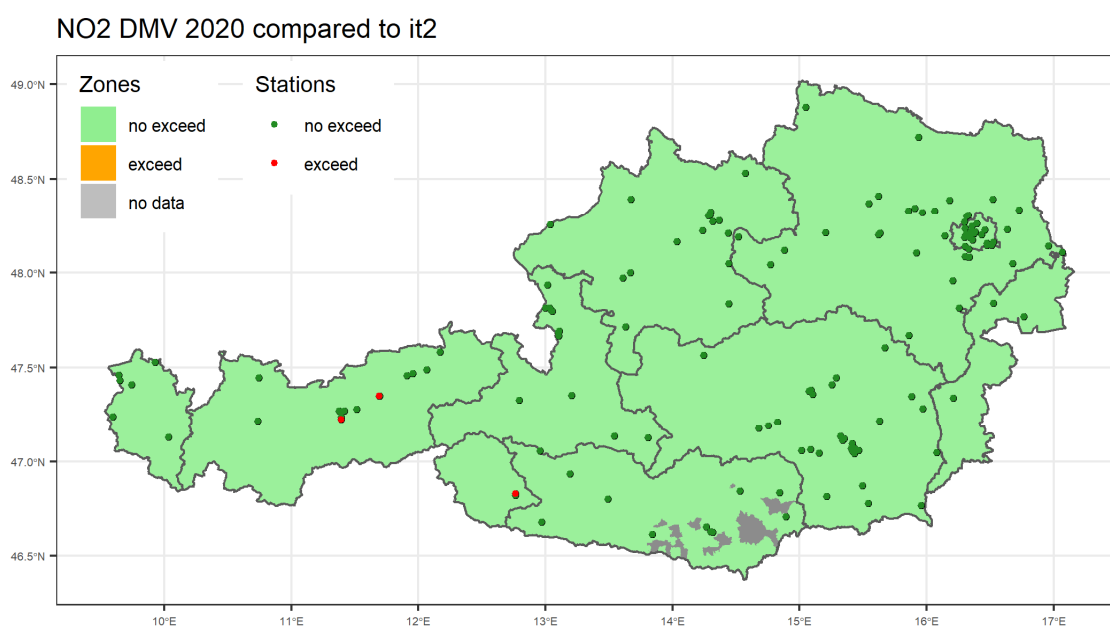 NO2 DMV 2020 compared to it2
Zones
no exceed
exceed
no data
Stations
no exceed
exceed
49.0°N
48.5°N
48.0°N
47.5°N
47.0°N
46.5°N
10°E 11°E 12°E 13°E 14°E 15°E 16°E 17°E